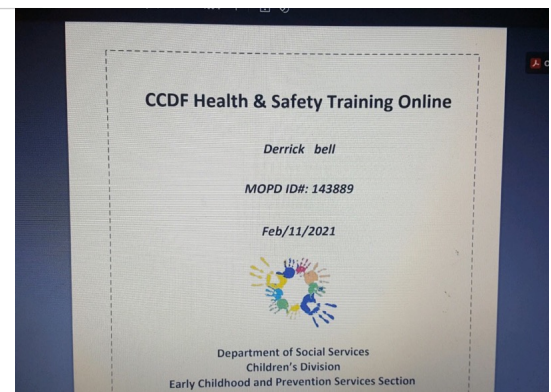 CCDF Health & Safety Training Online
Derrick bell
MOPD ID#: 143889
Feb/11/2021
Department of Social Services
Children's Division
Early Childhood and Prevention Services Section